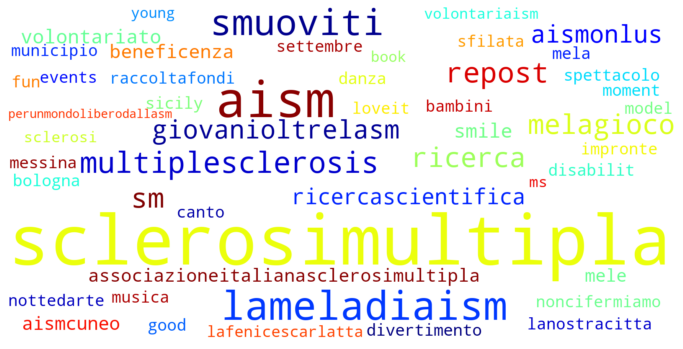 young
volontariaism
smuoviti
volontariato
aismonlus
settembre
sfilata
municipio
beneficenza
book
mela
repost
fun
events
raccoltafondi
danza
spettacolo
moment
aism
sicily
loveit
bambini
model
perunmondoliberodallasm
giovanioltrelasm
smile
melagioco
sclerosi
ricerca
impronte
messina
multiplesclerosis
disabilit
bologna
sm
ricercascientifica
ms
canto
sclerosimultipla
associazioneitalianasclerosimultipla
mele
nottedarte
musica
lameladiaism
noncifermiamo
aismcuneo
good
lafenicescarlatta
divertimento
lanostracitta